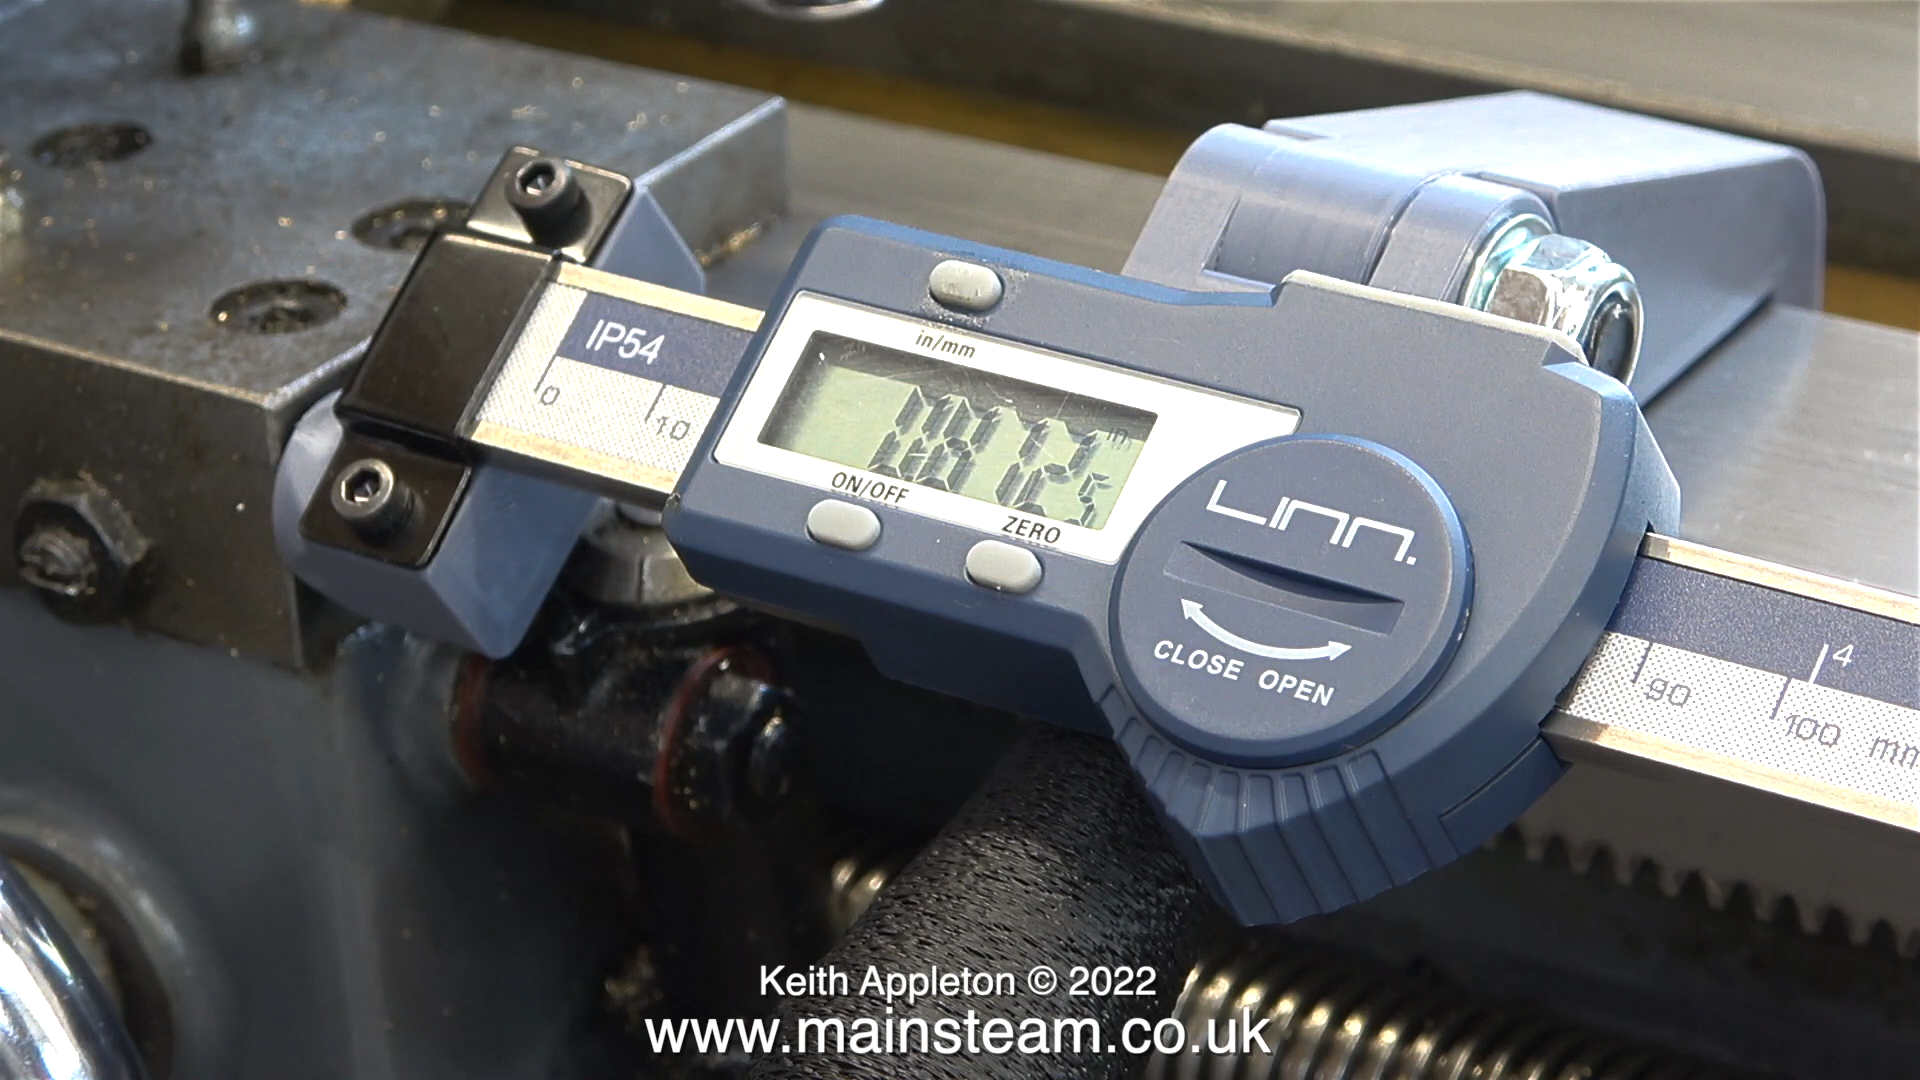 in/mm
IP54
0
10
in
ON/OFF
ZERO
LINN.
CLOSE OPEN
4
90
100 mm
Keith Appleton © 2022
www.mainsteam.co.uk